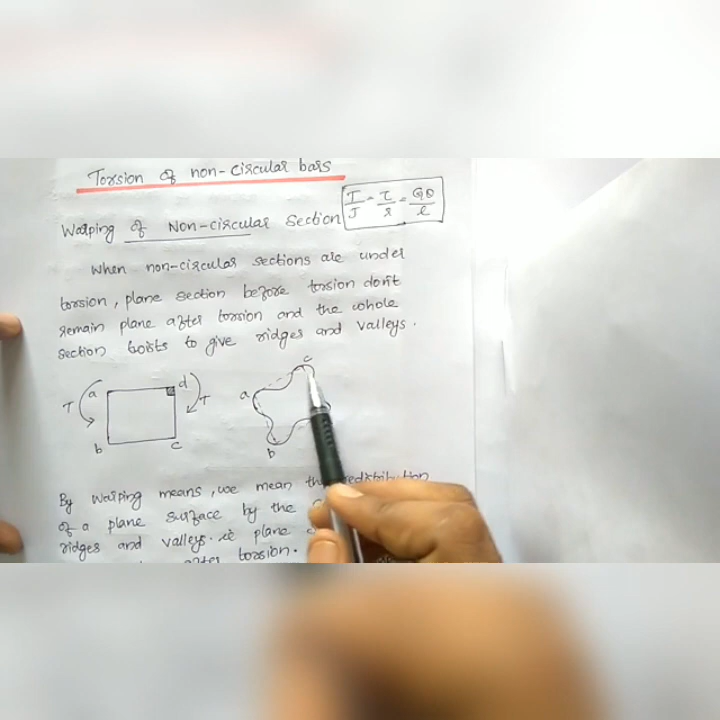 Torsion of non-circular bars
Warping of Non-circular Section
T/J = τ/r = Gθ/l
When non-circular sections are under
torsion, plane section before torsion don't
remain plane after torsion and the whole
section twists to give ridges and valleys.
T a d T
b c
a c
b
By warping means, we mean the redistribution
of a plane surface by the
ridges and valleys. ie plane
after torsion.